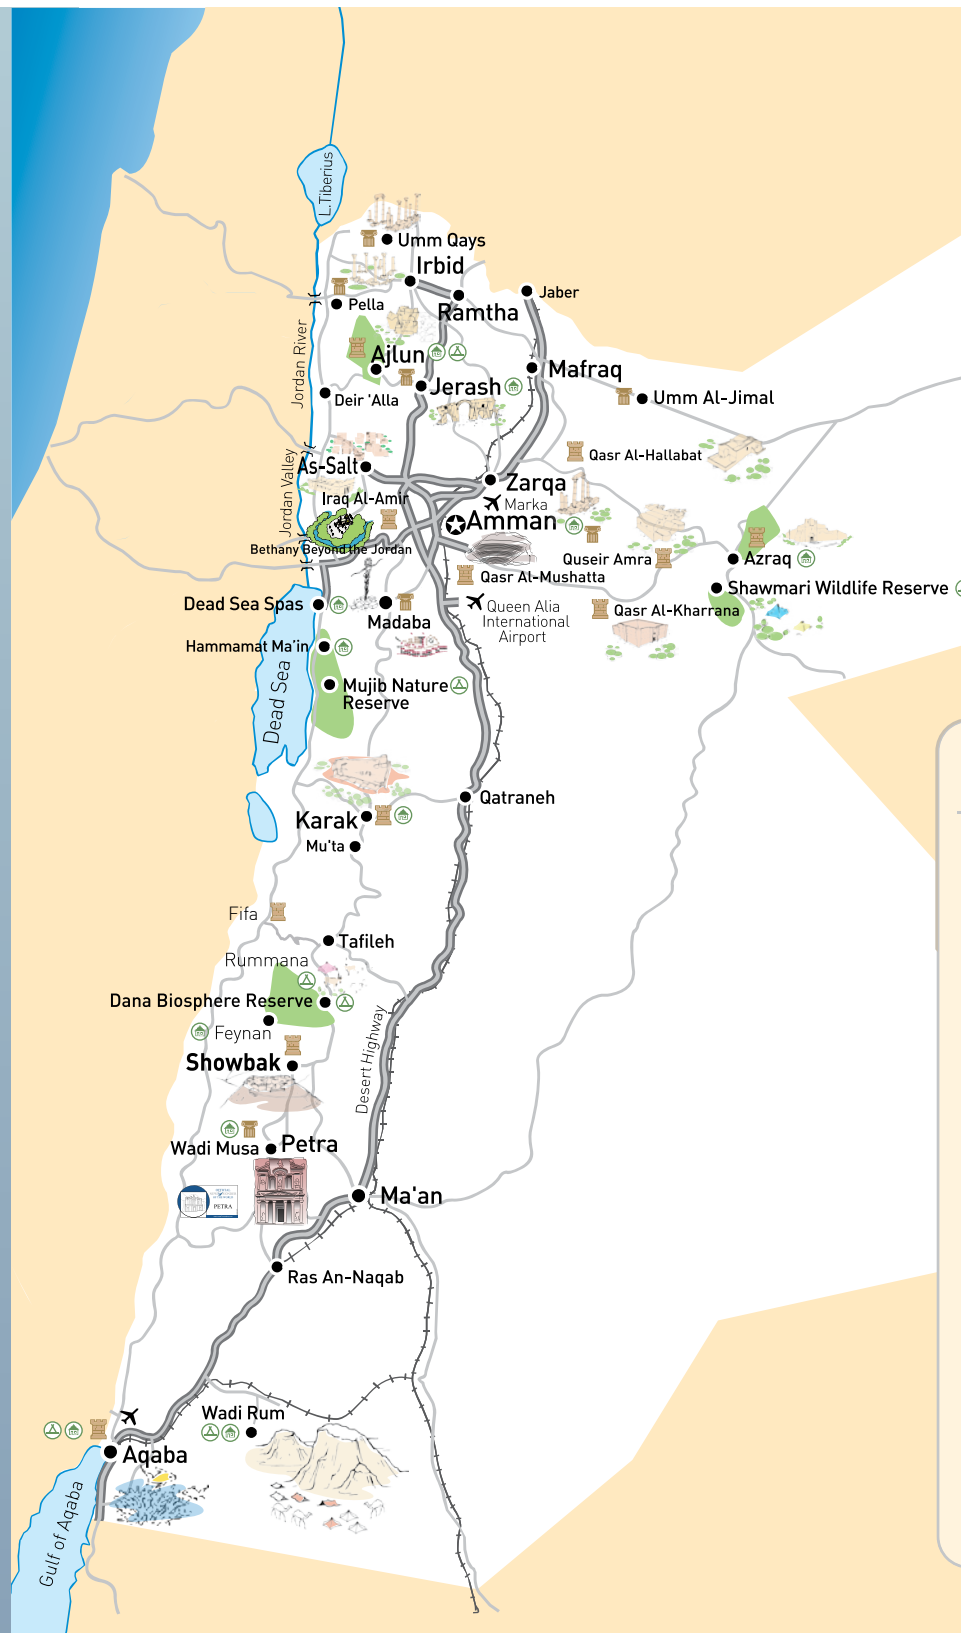 L.Tiberius
Umm Qays
Irbid
Jaber
Pella
Ramtha
Jordan River
Ajlun
Mafraq
Jerash
Deir 'Alla
Umm Al-Jimal
Jordan Valley
As-Salt
Qasr Al-Hallabat
Zarqa
Iraq Al-Amir
Marka
Amman
Bethany Beyond the Jordan
Quseir Amra
Azraq
Qasr Al-Mushatta
Shawmari Wildlife Reserve
Dead Sea Spas
Queen Alia
International
Airport
Qasr Al-Kharrana
Madaba
Hammamat Ma'in
Dead Sea
Mujib Nature
Reserve
Qatraneh
Karak
Mu'ta
Fifa
Tafileh
Rummana
Dana Biosphere Reserve
Feynan
Desert Highway
Showbak
Wadi Musa
Petra
PETRA
Ma'an
Ras An-Naqab
Wadi Rum
Aqaba
Gulf of Aqaba